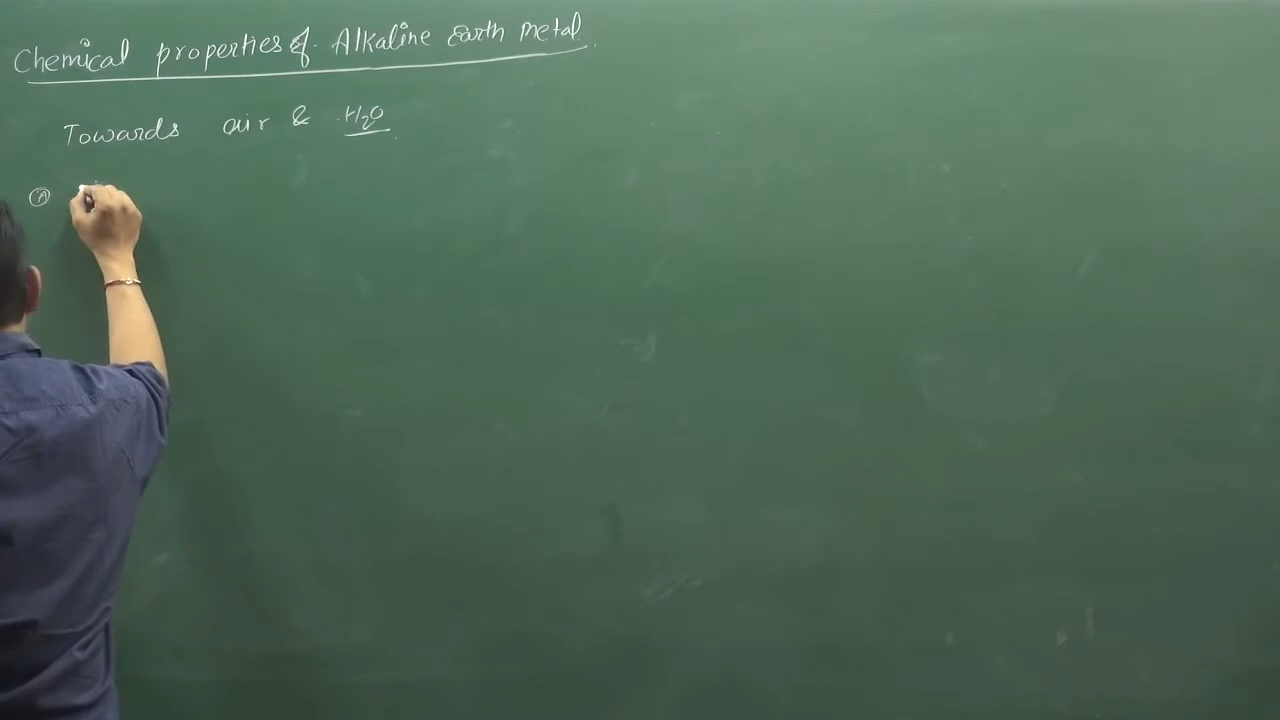 Chemical properties of Alkaline Earth Metal.
Towards air & H₂O.
Ⓐ